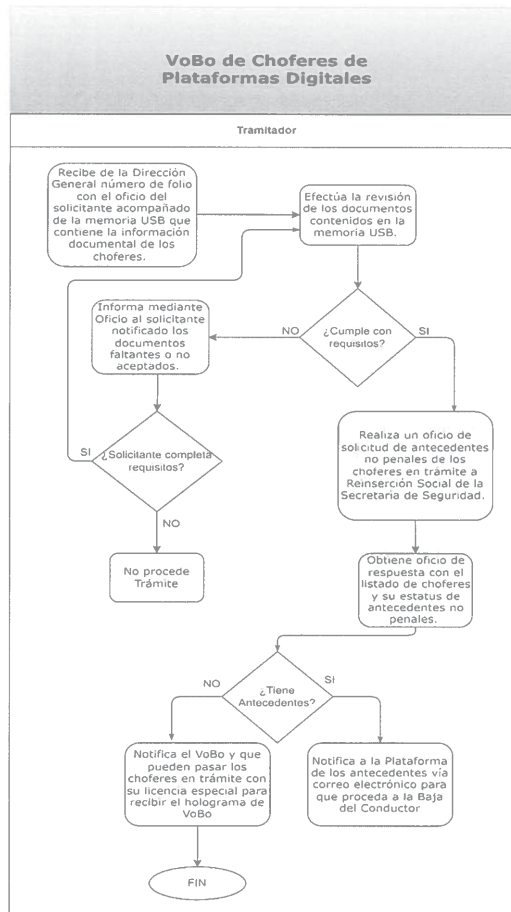 VoBo de Choferes de
Plataformas Digitales
Tramitador
Recibe de la Dirección
General número de folio
con el oficio del
solicitante acompañado
de la memoria USB que
contiene la información
documental de los
choferes.
Efectúa la revisión
de los documentos
contenidos en la
memoria USB.
Informa mediante
Oficio al solicitante
notificado los
documentos
faltantes o no
aceptados.
NO
¿Cumple con
requisitos?
SI
SI
¿Solicitante completa
requisitos?
Realiza un oficio de
solicitud de antecedentes
no penales de los
choferes en trámite a
Reinserción Social de la
Secretaria de Seguridad.
NO
No procede
Trámite
Obtiene oficio de
respuesta con el
listado de choferes
y su estatus de
antecedentes no
penales.
NO
¿Tiene
Antecedentes?
SI
Notifica el VoBo y que
pueden pasar los
choferes en trámite con
su licencia especial para
recibir el holograma de
VoBo
Notifica a la Plataforma
de los antecedentes vía
correo electrónico para
que proceda a la Baja
del Conductor
FIN